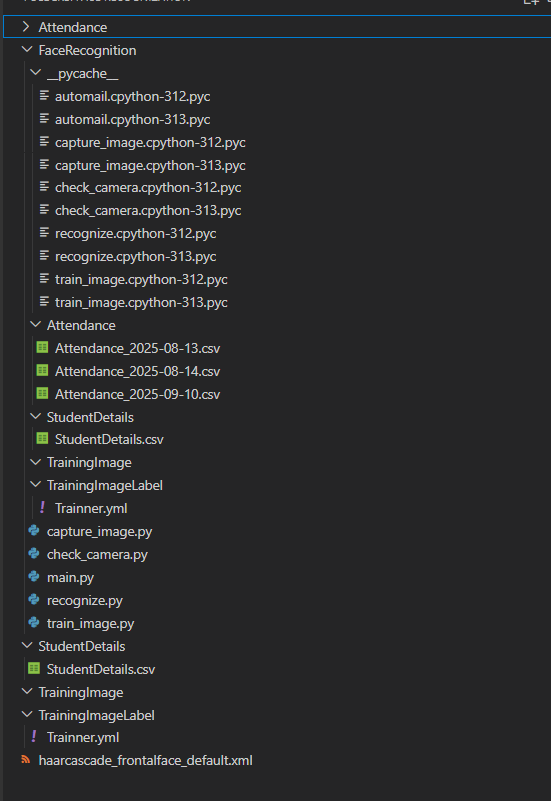 Attendance
FaceRecognition
__pycache__
automail.cpython-312.pyc
automail.cpython-313.pyc
capture_image.cpython-312.pyc
capture_image.cpython-313.pyc
check_camera.cpython-312.pyc
check_camera.cpython-313.pyc
recognize.cpython-312.pyc
recognize.cpython-313.pyc
train_image.cpython-312.pyc
train_image.cpython-313.pyc
Attendance
Attendance_2025-08-13.csv
Attendance_2025-08-14.csv
Attendance_2025-09-10.csv
StudentDetails
StudentDetails.csv
TrainingImage
TrainingImageLabel
Trainner.yml
capture_image.py
check_camera.py
main.py
recognize.py
train_image.py
StudentDetails
StudentDetails.csv
TrainingImage
TrainingImageLabel
Trainner.yml
haarcascade_frontalface_default.xml